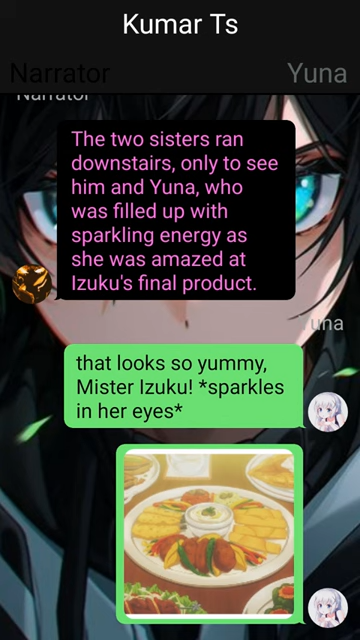 Kumar Ts
Narrator
Yuna
Narrator
The two sisters ran
downstairs, only to see
him and Yuna, who
was filled up with
sparkling energy as
she was amazed at
Izuku's final product.
Yuna
that looks so yummy,
Mister Izuku! *sparkles
in her eyes*